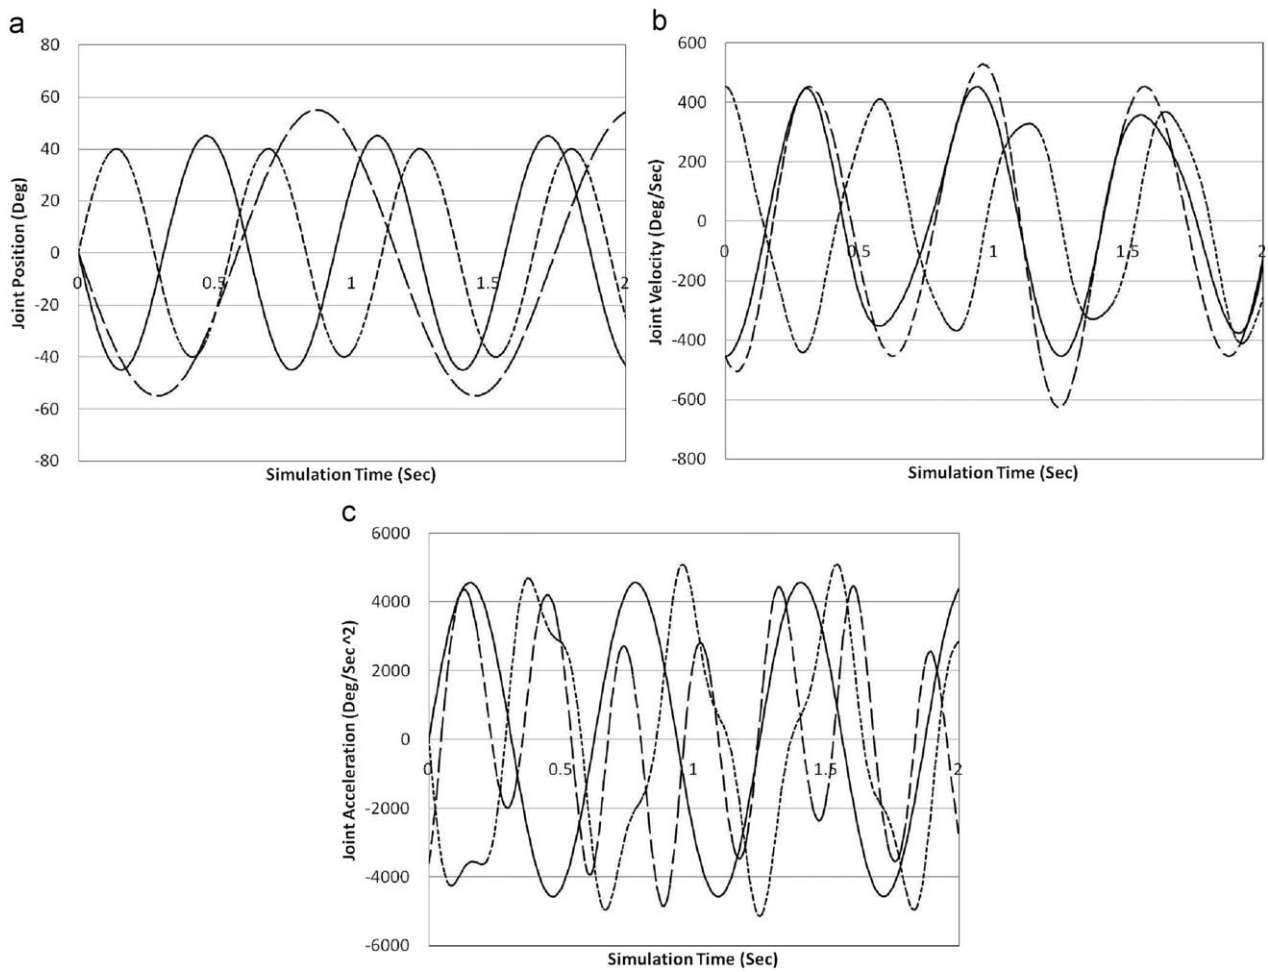 a
80
60
40
20
0
-20
-40
-60
-80
0 0.5 1 1.5 2
Joint Position (Deg)
Simulation Time (Sec)
b
600
400
200
0
-200
-400
-600
-800
0 0.5 1 1.5 2
Joint Velocity (Deg/Sec)
Simulation Time (Sec)
c
6000
4000
2000
0
-2000
-4000
-6000
0 0.5 1 1.5 2
Joint Acceleration (Deg/Sec ^2)
Simulation Time (Sec)